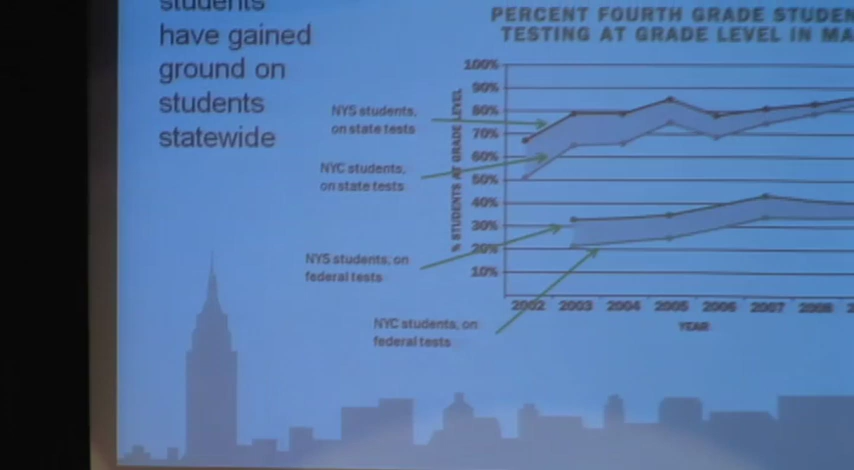 students
have gained
ground on
students
statewide
PERCENT FOURTH GRADE STUDEN
TESTING AT GRADE LEVEL IN MA
100%
90%
80%
70%
60%
50%
40%
30%
20%
10%
% STUDENTS AT GRADE LEVEL
NYS students,
on state tests
NYC students,
on state tests
NYS students, on
federal tests
NYC students, on
federal tests
2002 2003 2004 2005 2006 2007 2008
YEAR